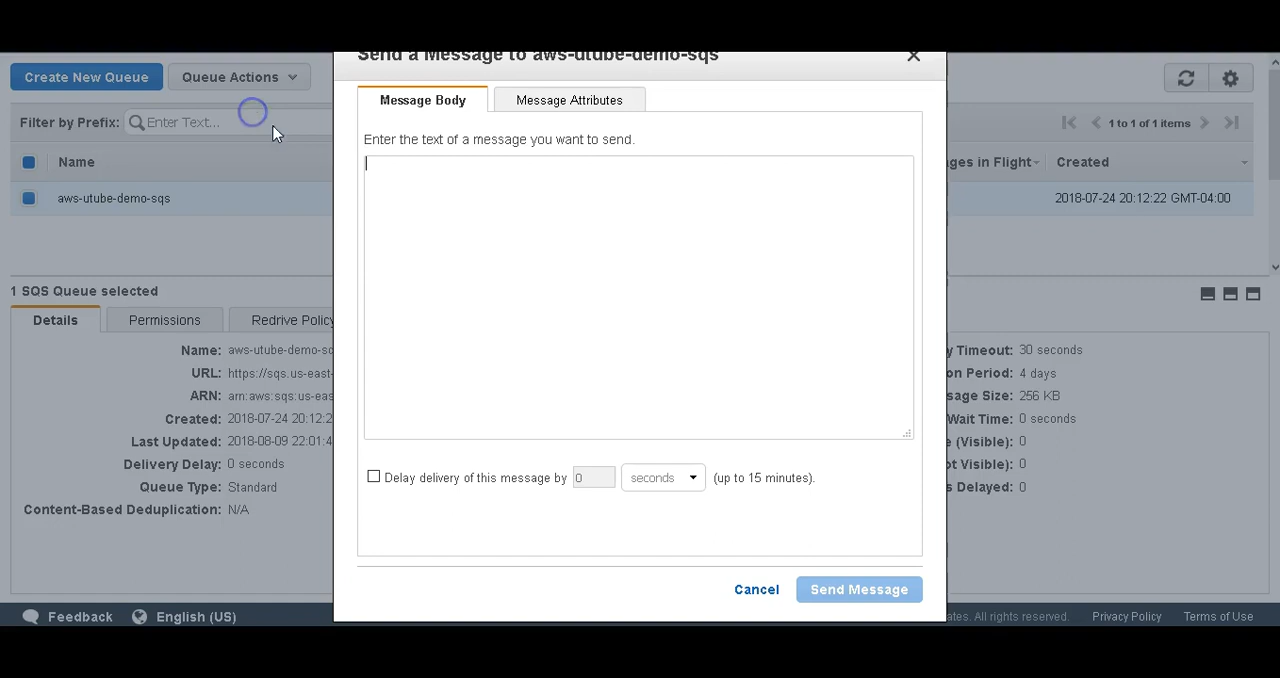 Send a Message to aws-utube-demo-sqs
Create New Queue
Queue Actions
Message Body
Message Attributes
Filter by Prefix:
Enter Text...
1 to 1 of 1 items
Enter the text of a message you want to send.
Name
ges in Flight
Created
aws-utube-demo-sqs
2018-07-24 20:12:22 GMT-04:00
1 SQS Queue selected
Details
Permissions
Redrive Policy
Name: aws-utube-demo-sq
y Timeout: 30 seconds
URL: https://sqs.us-east-
on Period: 4 days
ARN: arn:aws:sqs:us-eas
sage Size: 256 KB
Created: 2018-07-24 20:12:2
Wait Time: 0 seconds
Last Updated: 2018-08-09 22:01:4
e (Visible): 0
Delivery Delay: 0 seconds
ot Visible): 0
Delay delivery of this message by 0 seconds (up to 15 minutes).
Queue Type: Standard
s Delayed: 0
Content-Based Deduplication: N/A
Cancel
Send Message
Feedback
English (US)
ates. All rights reserved.
Privacy Policy
Terms of Use